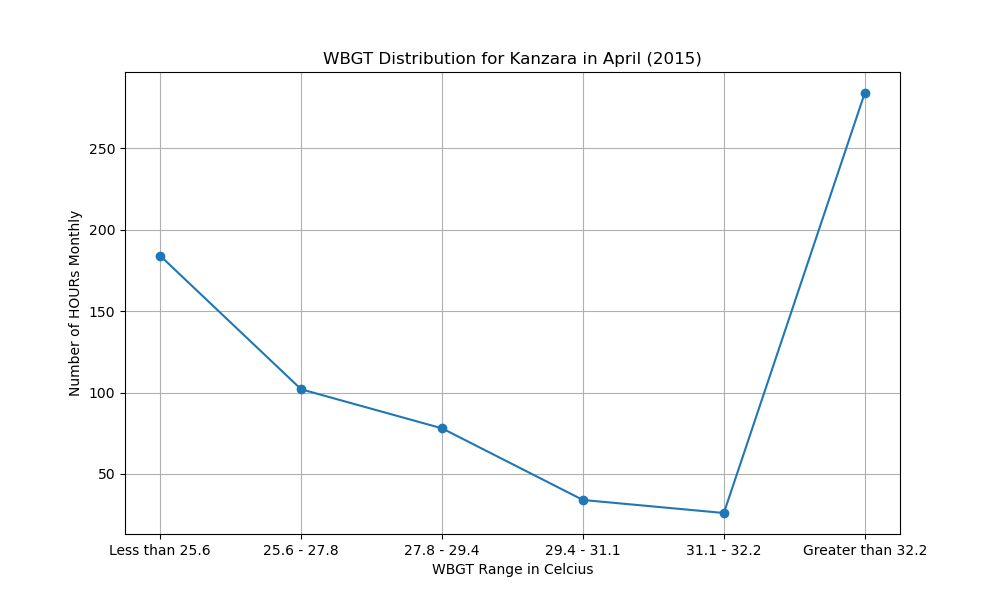 WBGT Distribution for Kanzara in April (2015)
Number of HOURs Monthly
250
200
150
100
50
Less than 25.6
25.6 - 27.8
27.8 - 29.4
29.4 - 31.1
31.1 - 32.2
Greater than 32.2
WBGT Range in Celcius